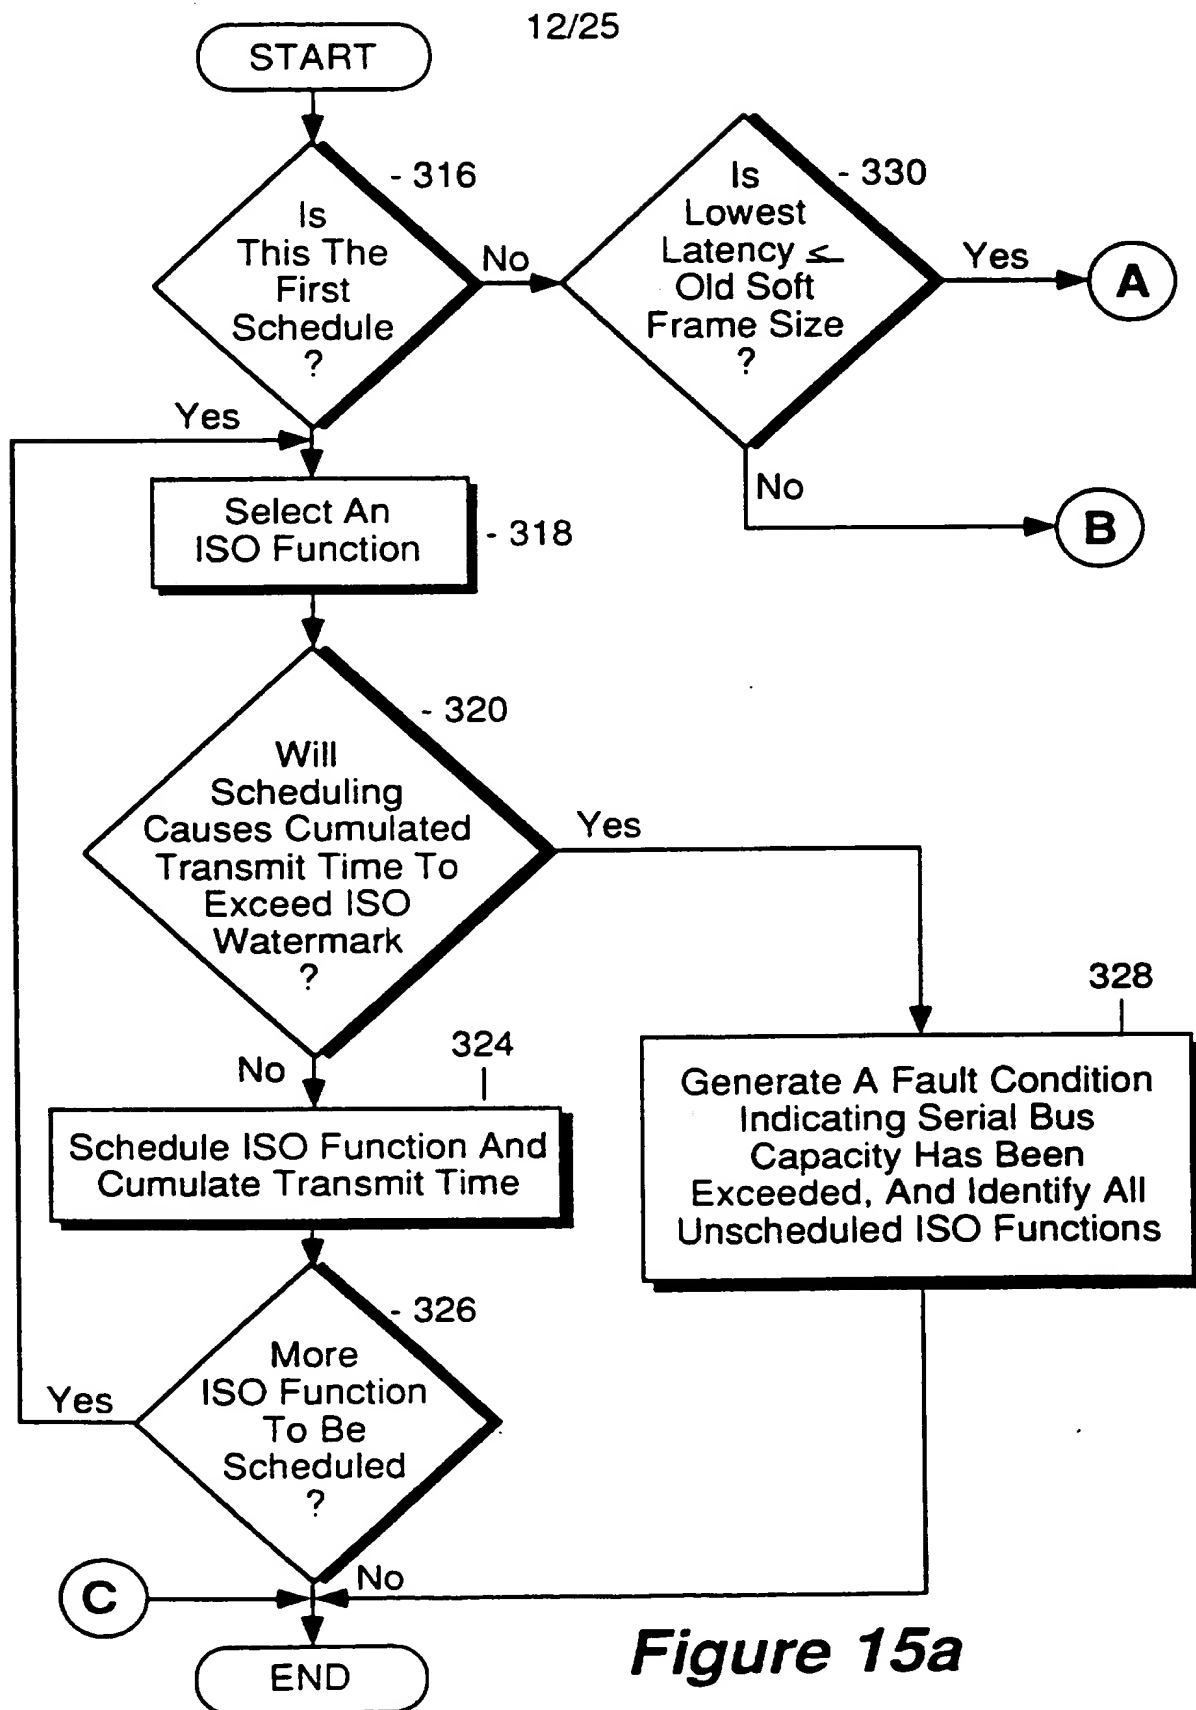 12/25
START
- 316
Is
This The
First
Schedule
?
No
- 330
Is
Lowest
Latency ≤
Old Soft
Frame Size
?
Yes
A
No
B
Yes
Select An
ISO Function
- 318
- 320
Will
Scheduling
Causes Cumulated
Transmit Time To
Exceed ISO
Watermark
?
Yes
No
324
Schedule ISO Function And
Cumulate Transmit Time
328
Generate A Fault Condition
Indicating Serial Bus
Capacity Has Been
Exceeded, And Identify All
Unscheduled ISO Functions
- 326
More
ISO Function
To Be
Scheduled
?
Yes
No
C
END
Figure 15a